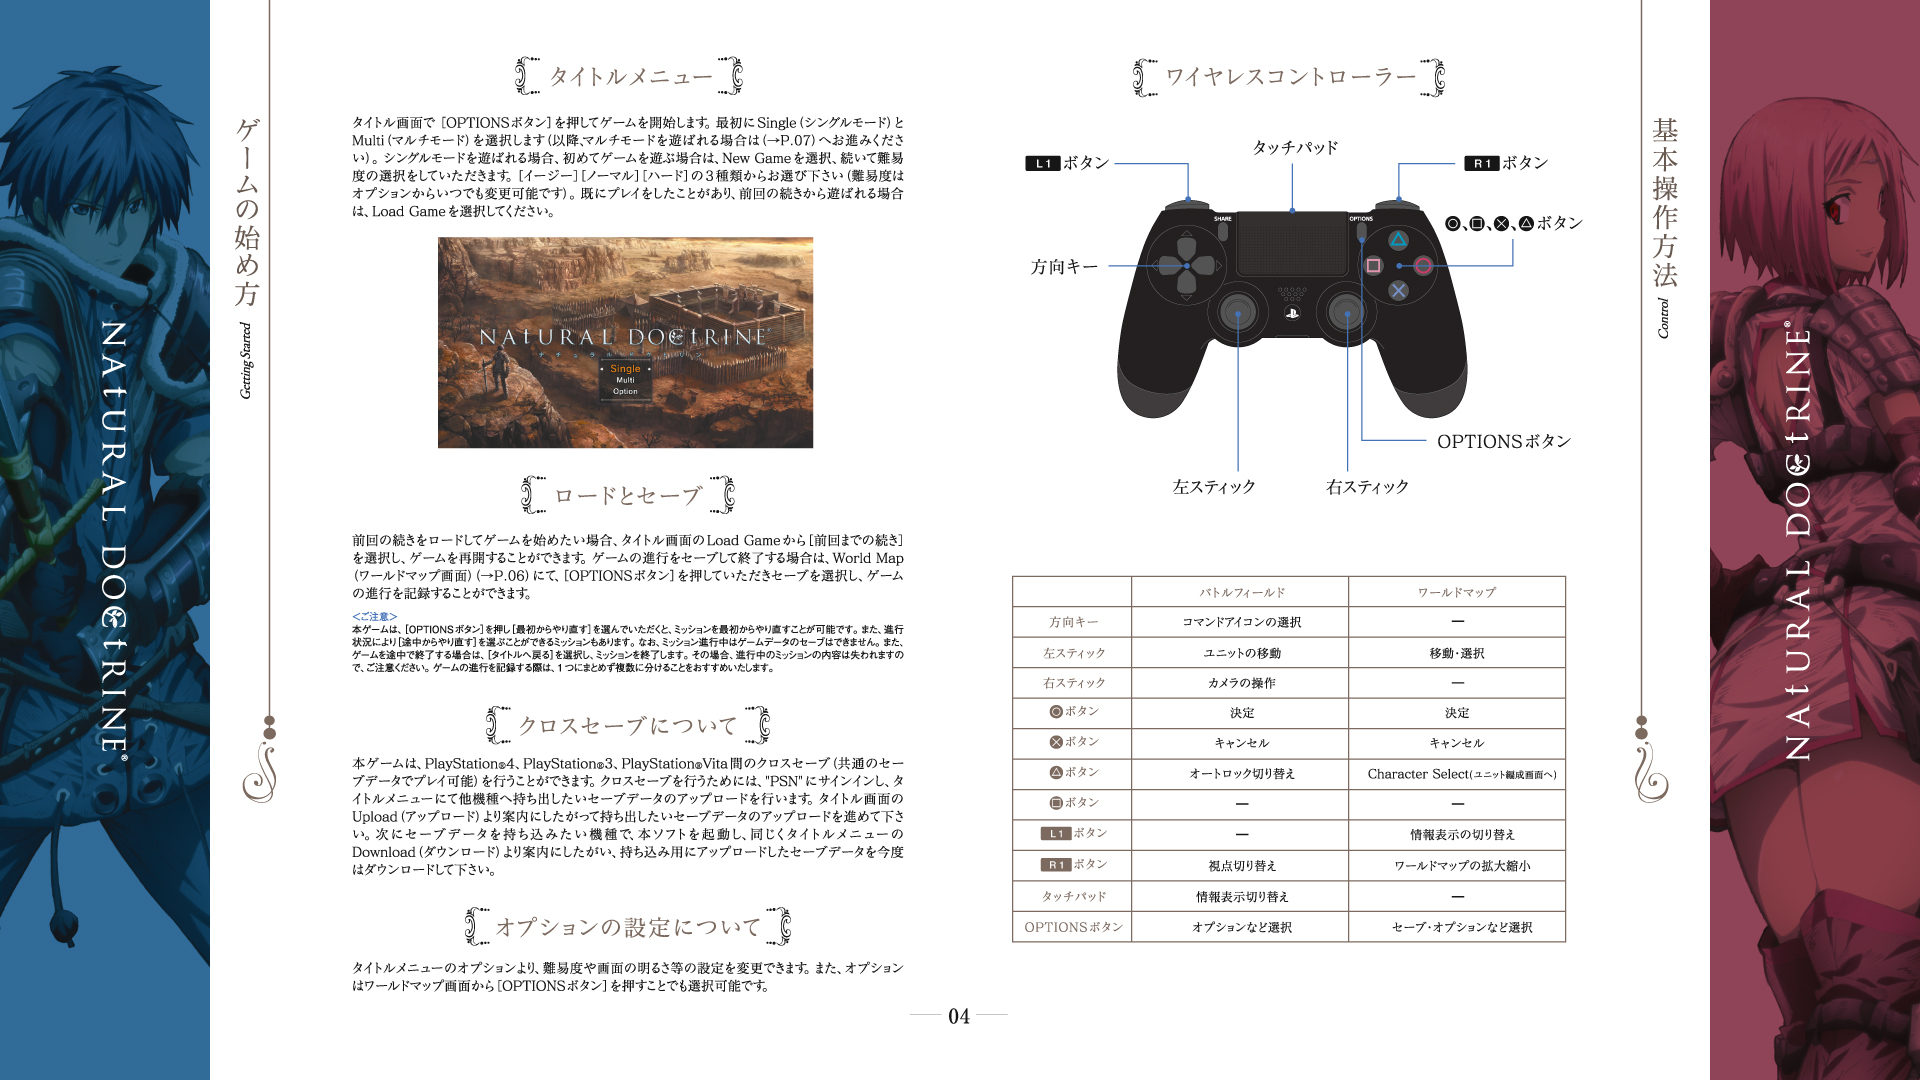 NAtURAL DOCtRINE®
ゲームの始め方
Getting Started
タイトルメニュー
タイトル画面で［OPTIONSボタン］を押してゲームを開始します。最初にSingle（シングルモード）と
Multi（マルチモード）を選択します（以降、マルチモードを遊ばれる場合は（→P.07）へお進みくださ
い）。シングルモードを遊ばれる場合、初めてゲームを遊ぶ場合は、New Gameを選択、続いて難易
度の選択をしていただきます。［イージー］［ノーマル］［ハード］の３種類からお選び下さい（難易度は
オプションからいつでも変更可能です）。既にプレイをしたことがあり、前回の続きから遊ばれる場合
は、Load Gameを選択してください。
NAtURAL DOCtRINE®
ナチュラル ドクトリン
Single
Multi
Option
ロードとセーブ
前回の続きをロードしてゲームを始めたい場合、タイトル画面のLoad Gameから［前回までの続き］
を選択し、ゲームを再開することができます。ゲームの進行をセーブして終了する場合は、World Map
（ワールドマップ画面）（→P.06）にて、［OPTIONSボタン］を押していただきセーブを選択し、ゲーム
の進行を記録することができます。
＜ご注意＞
本ゲームは、［OPTIONSボタン］を押し［最初からやり直す］を選んでいただくと、ミッションを最初からやり直すことが可能です。また、進行
状況により［途中からやり直す］を選ぶことができるミッションもあります。なお、ミッション進行中はゲームデータのセーブはできません。また、
ゲームを途中で終了する場合は、［タイトルへ戻る］を選択し、ミッションを終了します。その場合、進行中のミッションの内容は失われますの
で、ご注意ください。ゲームの進行を記録する際は、１つにまとめず複数に分けることをおすすめいたします。
クロスセーブについて
本ゲームは、PlayStation®4、PlayStation®3、PlayStation®Vita間のクロスセーブ（共通のセー
ブデータでプレイ可能）を行うことができます。クロスセーブを行うためには、"PSN"にサインインし、タ
イトルメニューにて他機種へ持ち出したいセーブデータのアップロードを行います。タイトル画面の
Upload（アップロード）より案内にしたがって持ち出したいセーブデータのアップロードを進めて下さ
い。次にセーブデータを持ち込みたい機種で、本ソフトを起動し、同じくタイトルメニューの
Download（ダウンロード）より案内にしたがい、持ち込み用にアップロードしたセーブデータを今度
はダウンロードして下さい。
オプションの設定について
タイトルメニューのオプションより、難易度や画面の明るさ等の設定を変更できます。また、オプション
はワールドマップ画面から［OPTIONSボタン］を押すことでも選択可能です。
04
ワイヤレスコントローラー
タッチパッド
L1 ボタン
R1 ボタン
SHARE
OPTIONS
◎、▣、ⓧ、△ボタン
方向キー
OPTIONSボタン
左スティック
右スティック
バトルフィールド ワールドマップ
方向キー コマンドアイコンの選択 ―
左スティック ユニットの移動 移動・選択
右スティック カメラの操作 ―
◎ボタン 決定 決定
ⓧボタン キャンセル キャンセル
△ボタン オートロック切り替え Character Select（ユニット編成画面へ）
▣ボタン ― ―
L1 ボタン ― 情報表示の切り替え
R1 ボタン 視点切り替え ワールドマップの拡大縮小
タッチパッド 情報表示切り替え ―
OPTIONSボタン オプションなど選択 セーブ・オプションなど選択
基本操作方法
Control
NAtURAL DOCtRINE®